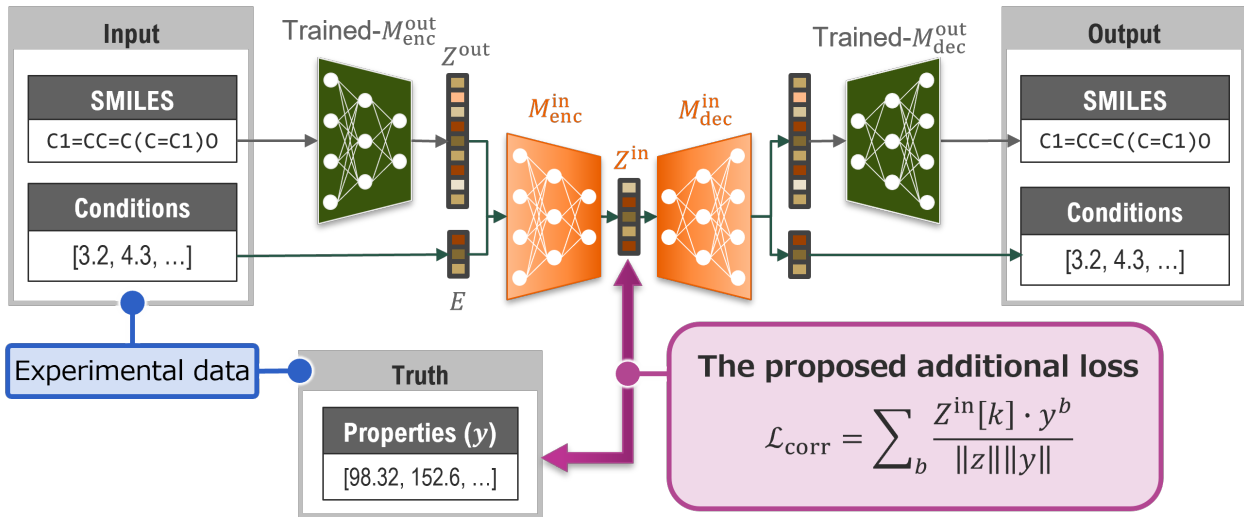 Input
SMILES
C1=CC=C(C=C1)O
Conditions
[3.2, 4.3, …]
Trained-M_enc^out
Z^out
E
M_enc^in
Z^in
M_dec^in
Trained-M_dec^out
Output
SMILES
C1=CC=C(C=C1)O
Conditions
[3.2, 4.3, …]
Experimental data
Truth
Properties (y)
[98.32, 152.6, …]
The proposed additional loss
ℒ_corr = ∑_b Z^in[k] · y^b / ‖z‖‖y‖